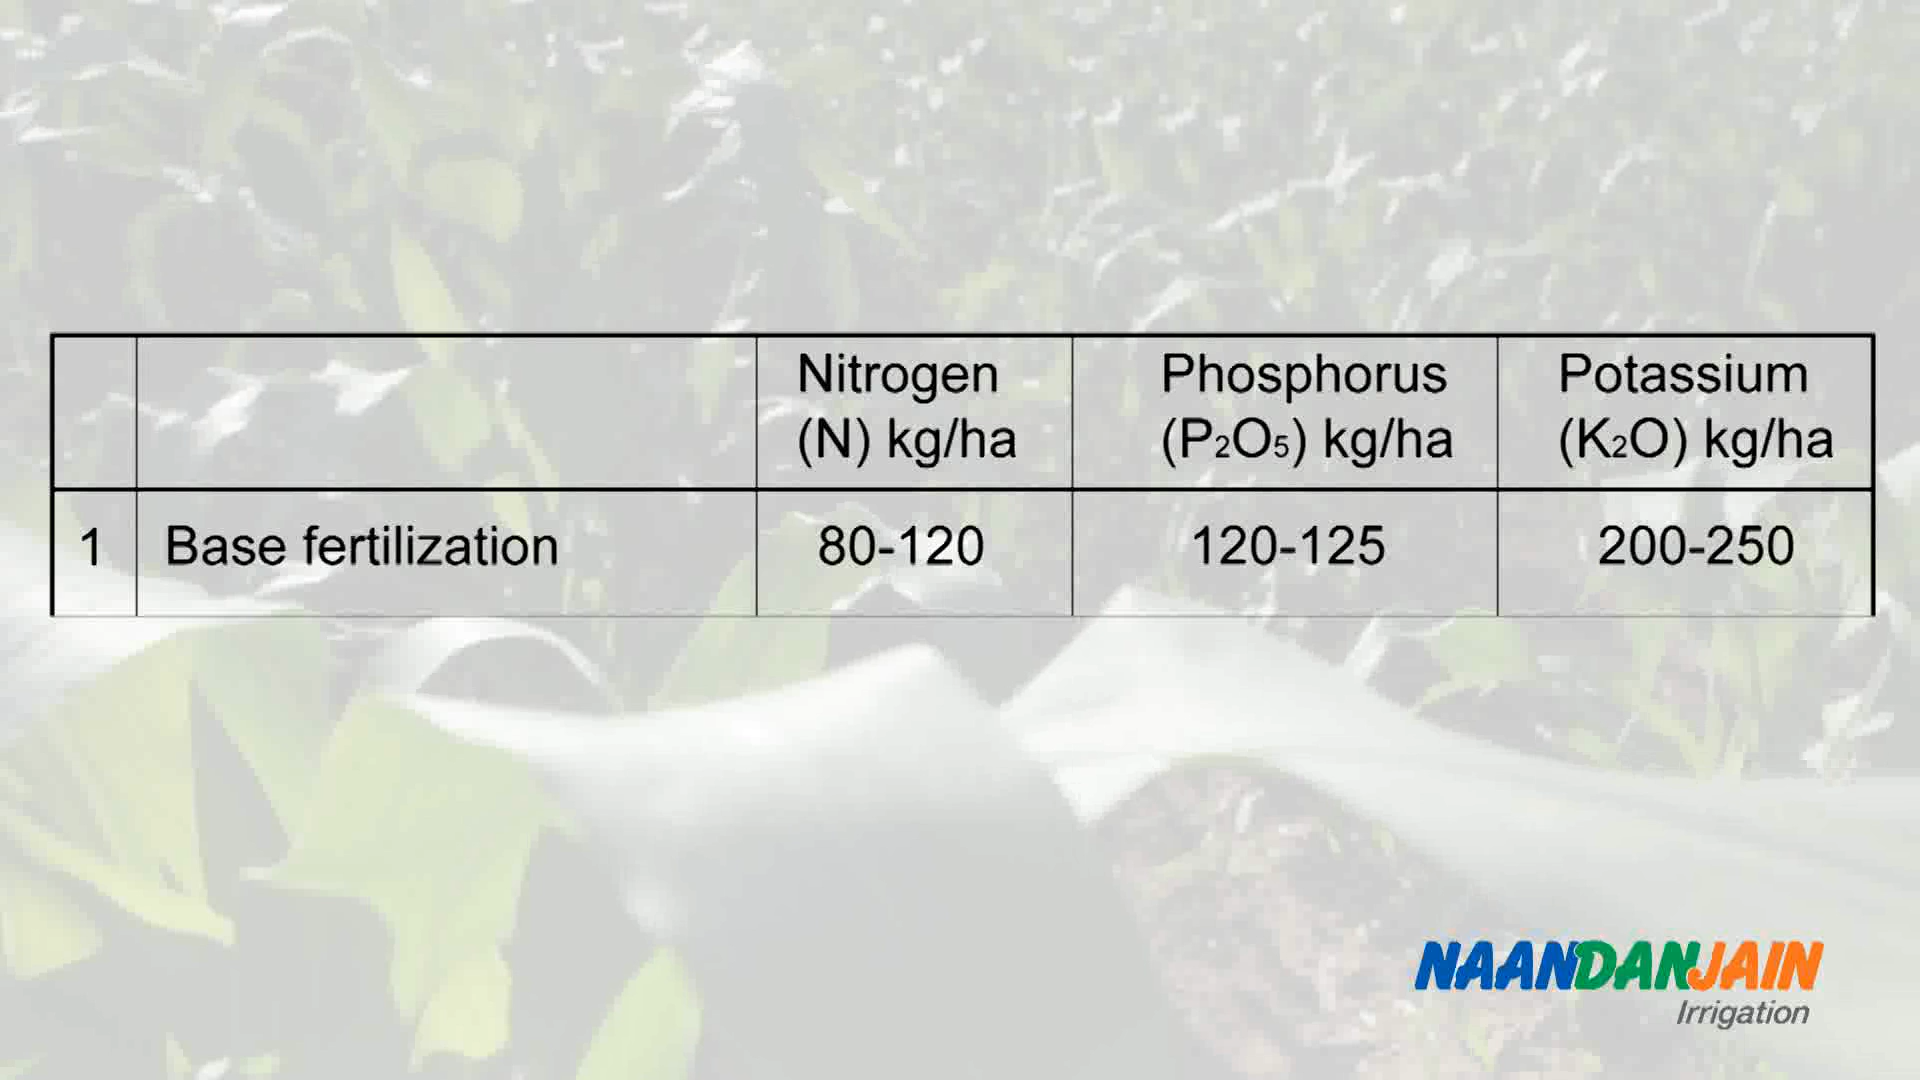 Nitrogen
(N) kg/ha
Phosphorus
(P₂O₅) kg/ha
Potassium
(K₂O) kg/ha
1 Base fertilization 80-120 120-125 200-250
NAANDANJAIN
Irrigation